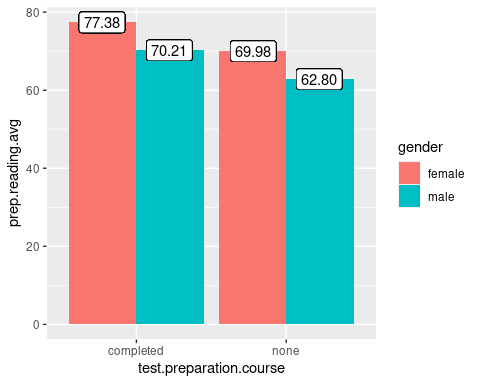 80
77.38
70.21
69.98
62.80
60
40
20
0
prep.reading.avg
completed
none
test.preparation.course
gender
female
male